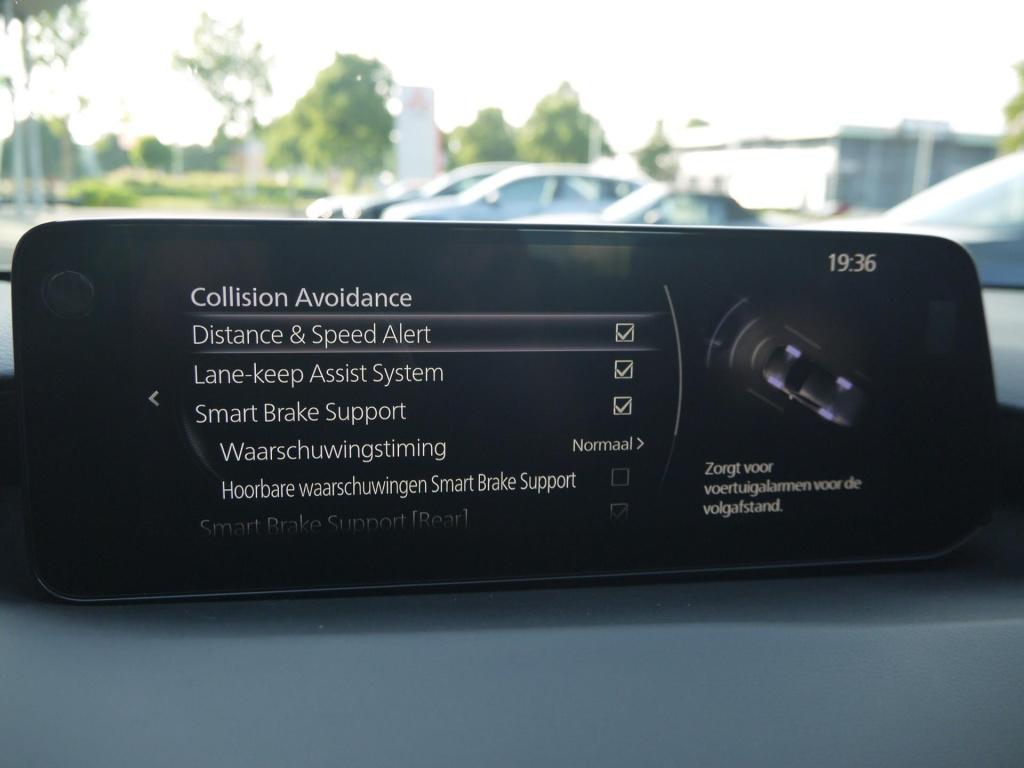 19:36
Collision Avoidance
Distance & Speed Alert
Lane-keep Assist System
Smart Brake Support
Waarschuwingstiming Normaal >
Hoorbare waarschuwingen Smart Brake Support
Smart Brake Support [Rear]
Zorgt voor
voertuigalarmen voor de
volgafstand.